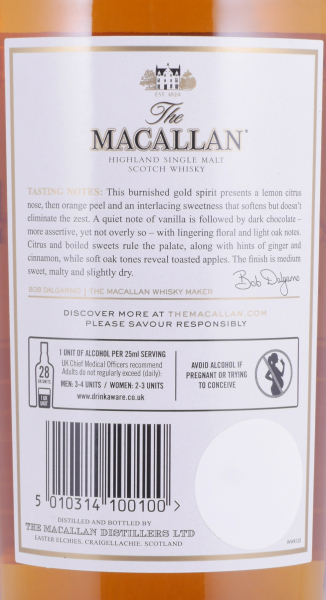 EST. 1824
The
MACALLAN®
HIGHLAND SINGLE MALT
SCOTCH WHISKY
TASTING NOTES: This burnished gold spirit presents a lemon citrus
nose, then orange peel and an interlacing sweetness that softens but doesn't
eliminate the zest. A quiet note of vanilla is followed by dark chocolate –
more assertive, yet not overly so – with lingering floral and light oak notes.
Citrus and boiled sweets rule the palate, along with hints of ginger and
cinnamon, while soft oak tones reveal toasted apples. The finish is medium
sweet, malty and slightly dry.
Bob Dalgarno
BOB DALGARNO | THE MACALLAN WHISKY MAKER
DISCOVER MORE AT THEMACALLAN.COM
PLEASE SAVOUR RESPONSIBLY
28
UK UNITS
1 UNIT OF ALCOHOL PER 25ml SERVING
UK Chief Medical Officers recommend
Adults do not regularly exceed (daily):
MEN: 3-4 UNITS / WOMEN: 2-3 UNITS
www.drinkaware.co.uk
AVOID ALCOHOL IF
PREGNANT OR TRYING
TO CONCEIVE
5 010314 100100 >
DISTILLED AND BOTTLED BY
THE MACALLAN DISTILLERS LTD
EASTER ELCHIES, CRAIGELLACHIE, SCOTLAND